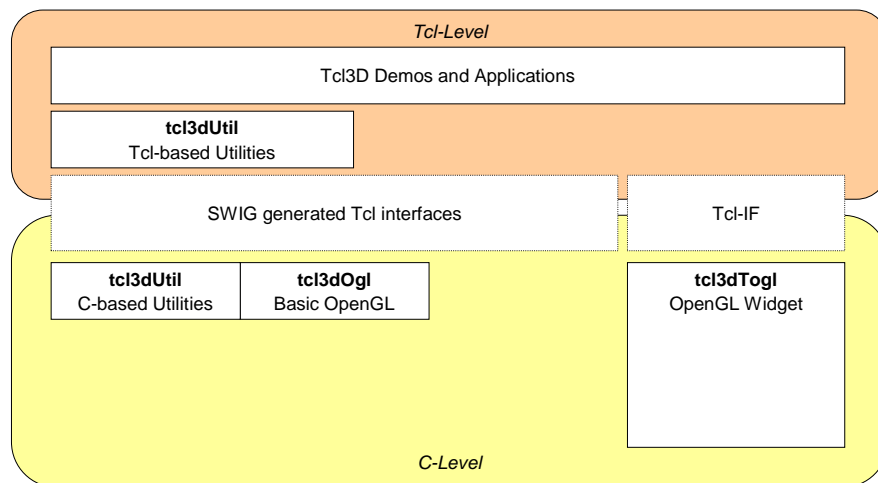 Tcl-Level
Tcl3D Demos and Applications
tcl3dUtil
Tcl-based Utilities
SWIG generated Tcl interfaces
Tcl-IF
tcl3dUtil
C-based Utilities
tcl3dOgl
Basic OpenGL
tcl3dTogl
OpenGL Widget
C-Level